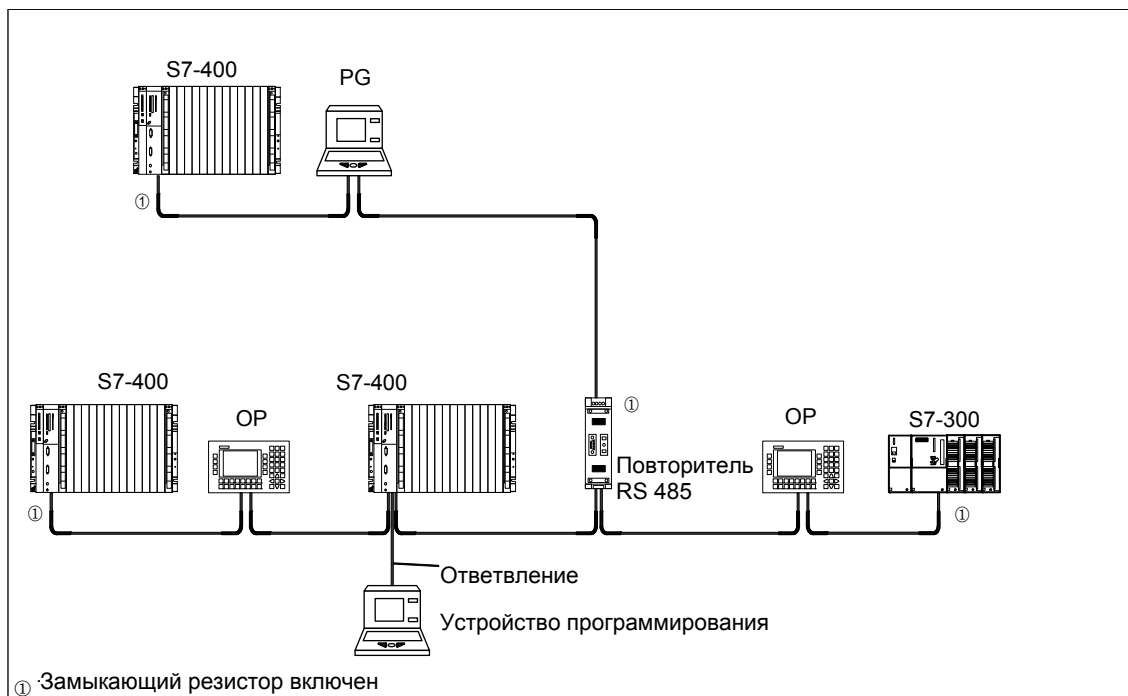 S7-400
PG
①
S7-400
OP
S7-400
①
OP
S7-300
Повторитель
RS 485
①
①
Ответвление
Устройство программирования
① Замыкающий резистор включен